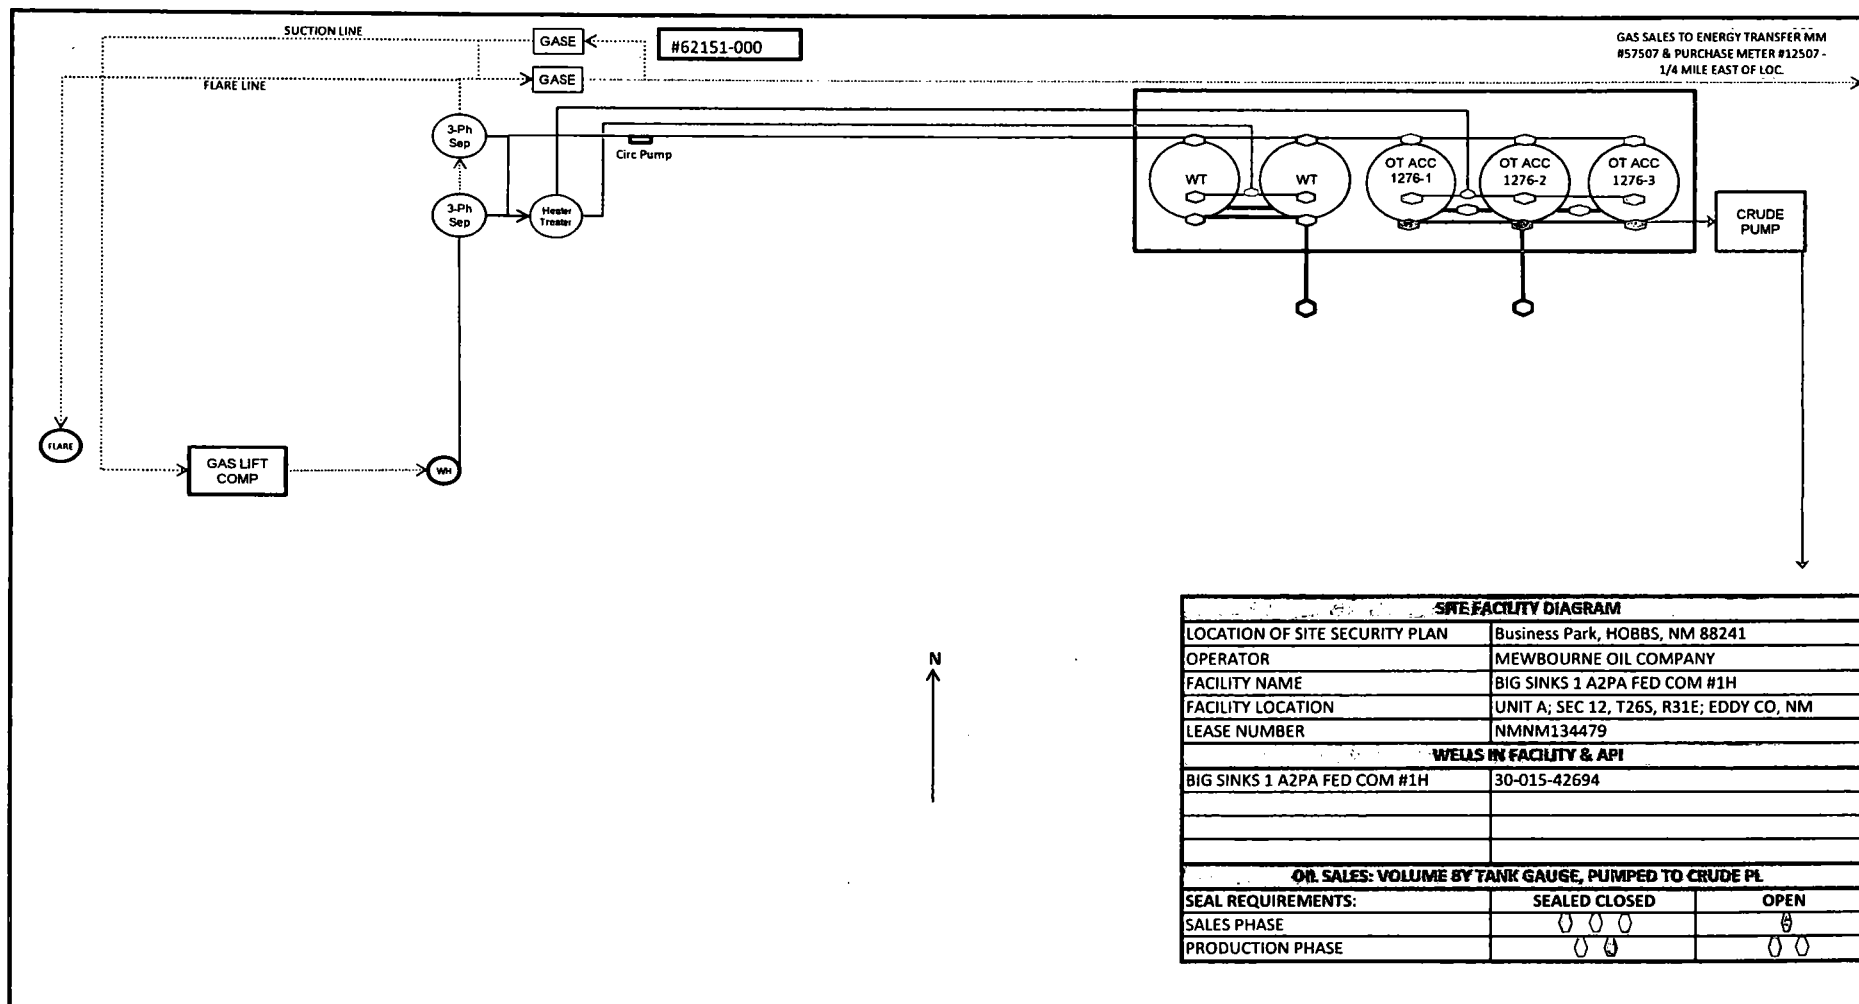 SUCTION LINE
GASE
#62151-000
GAS SALES TO ENERGY TRANSFER MM
#57507 & PURCHASE METER #12507 -
1/4 MILE EAST OF LOC.
FLARE LINE
GASE
3-Ph
Sep
Circ Pump
3-Ph
Sep
Heater
Treater
WT
WT
OT ACC
1276-1
OT ACC
1276-2
OT ACC
1276-3
CRUDE
PUMP
FLARE
GAS LIFT
COMP
WH
N
SITE FACILITY DIAGRAM
LOCATION OF SITE SECURITY PLAN Business Park, HOBBS, NM 88241
OPERATOR MEWBOURNE OIL COMPANY
FACILITY NAME BIG SINKS 1 A2PA FED COM #1H
FACILITY LOCATION UNIT A; SEC 12, T26S, R31E; EDDY CO, NM
LEASE NUMBER NMNM134479
WELLS IN FACILITY & API
BIG SINKS 1 A2PA FED COM #1H 30-015-42694
OIL SALES: VOLUME BY TANK GAUGE, PUMPED TO CRUDE PL
SEAL REQUIREMENTS: SEALED CLOSED OPEN
SALES PHASE
PRODUCTION PHASE